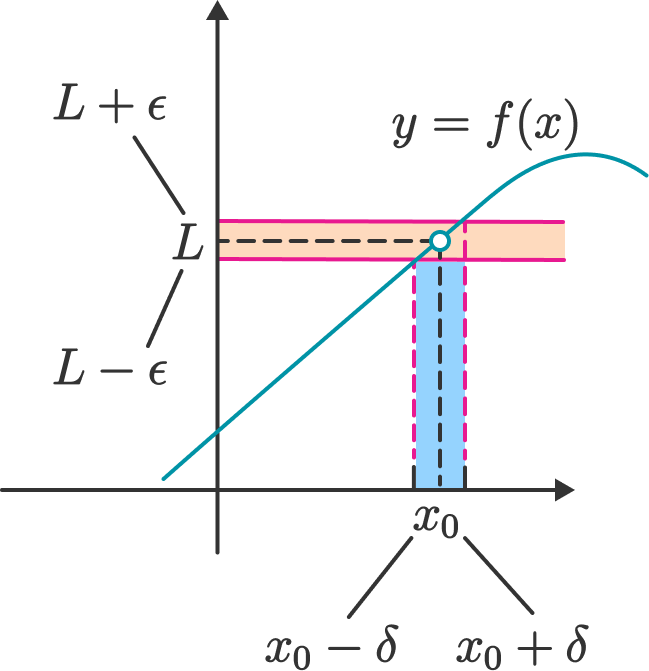 L + ϵ
y = f(x)
L
L − ϵ
x₀
x₀ − δ
x₀ + δ